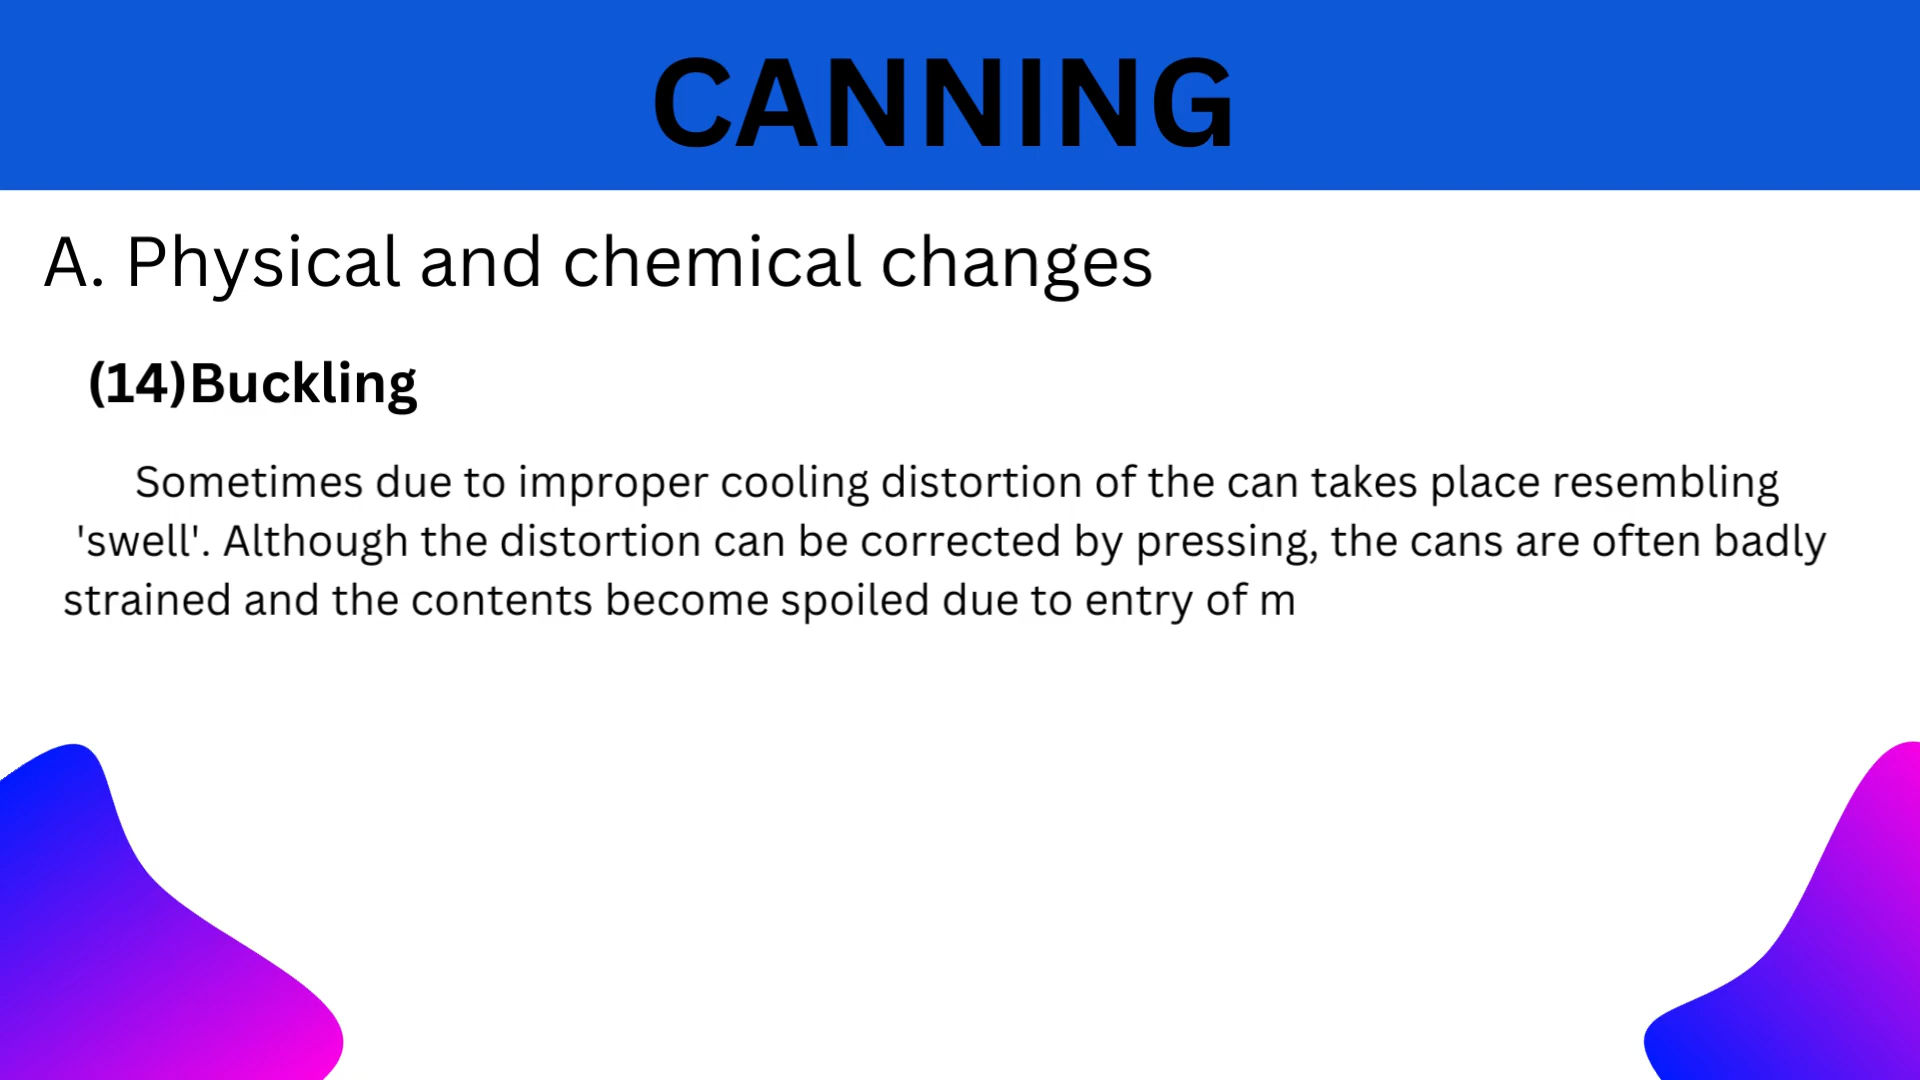 CANNING
A. Physical and chemical changes
(14)Buckling
Sometimes due to improper cooling distortion of the can takes place resembling
'swell'. Although the distortion can be corrected by pressing, the cans are often badly
strained and the contents become spoiled due to entry of m